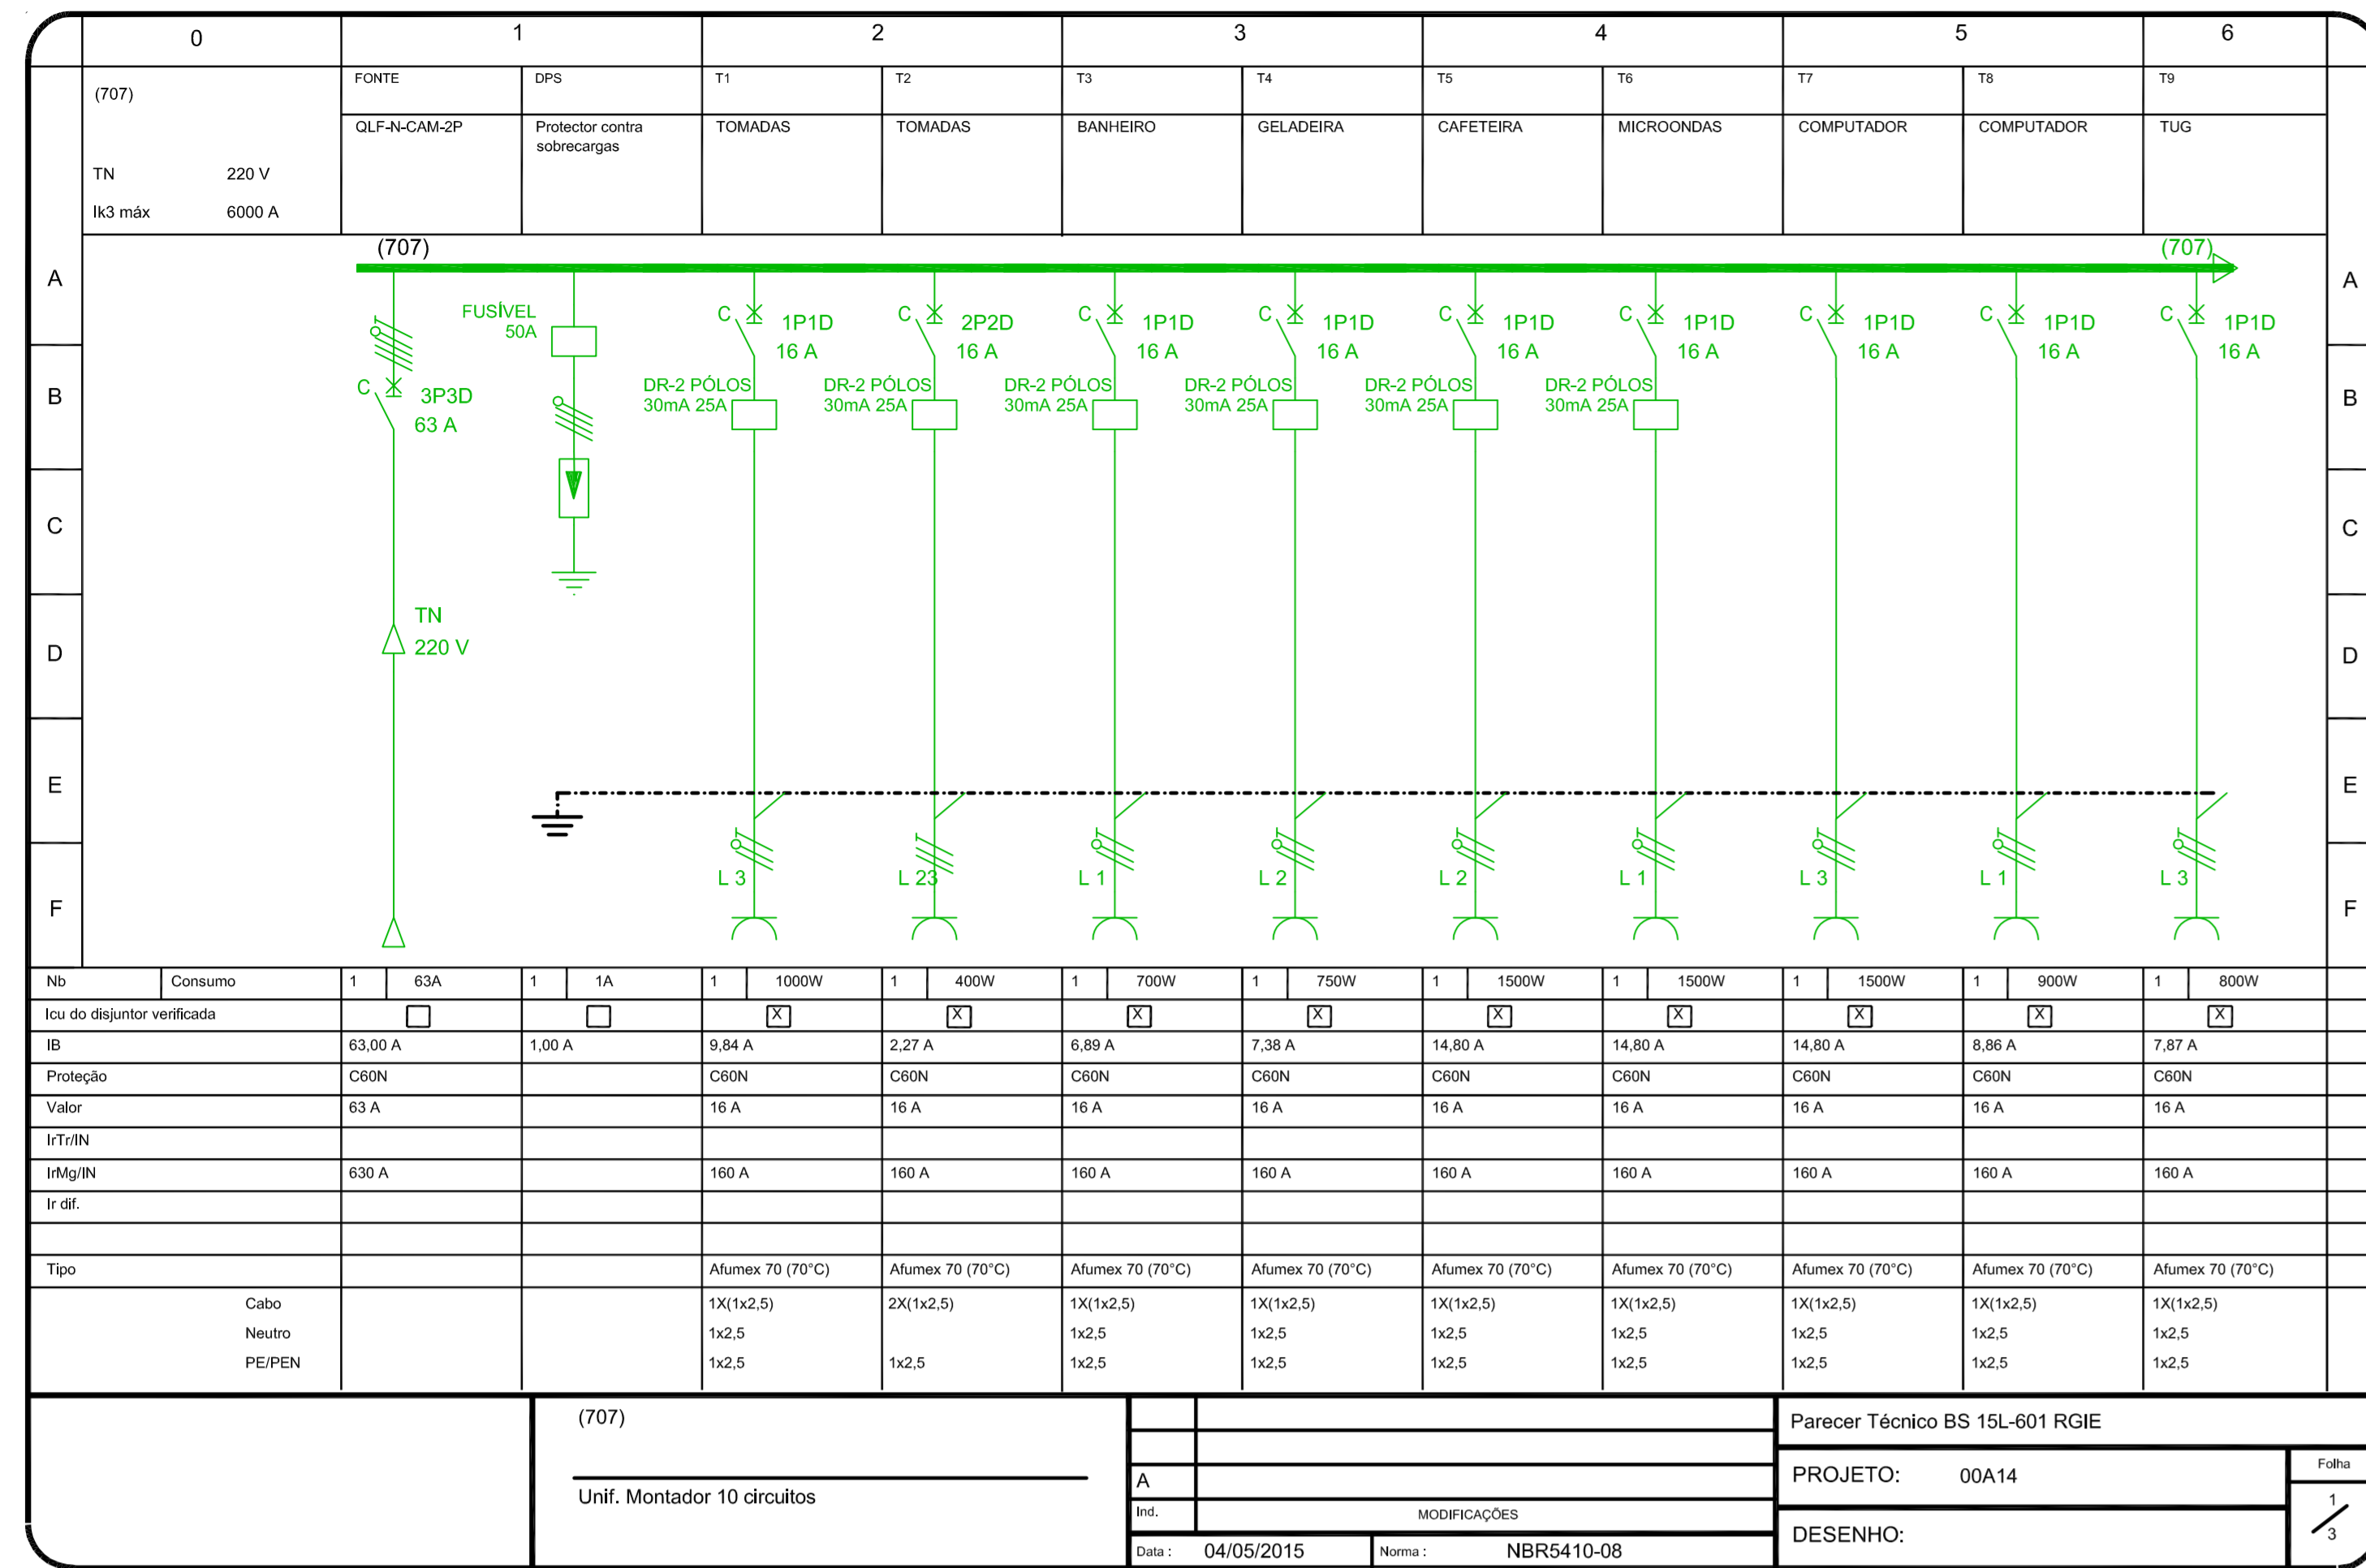 0 1 2 3 4 5 6
FONTE DPS T1 T2 T3 T4 T5 T6 T7 T8 T9
(707)
QLF-N-CAM-2P Protector contra TOMADAS TOMADAS BANHEIRO GELADEIRA CAFETEIRA MICROONDAS COMPUTADOR COMPUTADOR TUG
sobrecargas
TN 220 V
Ik3 máx 6000 A
(707) (707)
A A
FUSÍVEL C 1P1D C 2P2D C 1P1D C 1P1D C 1P1D C 1P1D C 1P1D C 1P1D C 1P1D
50A 16 A 16 A 16 A 16 A 16 A 16 A 16 A 16 A 16 A
C 3P3D DR-2 PÓLOS DR-2 PÓLOS DR-2 PÓLOS DR-2 PÓLOS DR-2 PÓLOS DR-2 PÓLOS
B 63 A 30mA 25A 30mA 25A 30mA 25A 30mA 25A 30mA 25A 30mA 25A B
C C
TN
D 220 V D
E E
L 3 L 23 L 1 L 2 L 2 L 1 L 3 L 1 L 3
F F
Nb Consumo 1 63A 1 1A 1 1000W 1 400W 1 700W 1 750W 1 1500W 1 1500W 1 1500W 1 900W 1 800W
Icu do disjuntor verificada X X X X X X X X X
IB 63,00 A 1,00 A 9,84 A 2,27 A 6,89 A 7,38 A 14,80 A 14,80 A 14,80 A 8,86 A 7,87 A
Proteção C60N C60N C60N C60N C60N C60N C60N C60N C60N C60N
Valor 63 A 16 A 16 A 16 A 16 A 16 A 16 A 16 A 16 A 16 A
IrTr/IN
IrMg/IN 630 A 160 A 160 A 160 A 160 A 160 A 160 A 160 A 160 A 160 A
Ir dif.
Tipo Afumex 70 (70°C) Afumex 70 (70°C) Afumex 70 (70°C) Afumex 70 (70°C) Afumex 70 (70°C) Afumex 70 (70°C) Afumex 70 (70°C) Afumex 70 (70°C) Afumex 70 (70°C)
Cabo 1X(1x2,5) 2X(1x2,5) 1X(1x2,5) 1X(1x2,5) 1X(1x2,5) 1X(1x2,5) 1X(1x2,5) 1X(1x2,5) 1X(1x2,5)
Neutro 1x2,5 1x2,5 1x2,5 1x2,5 1x2,5 1x2,5 1x2,5 1x2,5
PE/PEN 1x2,5 1x2,5 1x2,5 1x2,5 1x2,5 1x2,5 1x2,5 1x2,5 1x2,5
(707)
Unif. Montador 10 circuitos
A
Ind. MODIFICAÇÕES
Data : 04/05/2015 Norma : NBR5410-08
Parecer Técnico BS 15L-601 RGIE
PROJETO: 00A14
DESENHO:
Folha
1
3